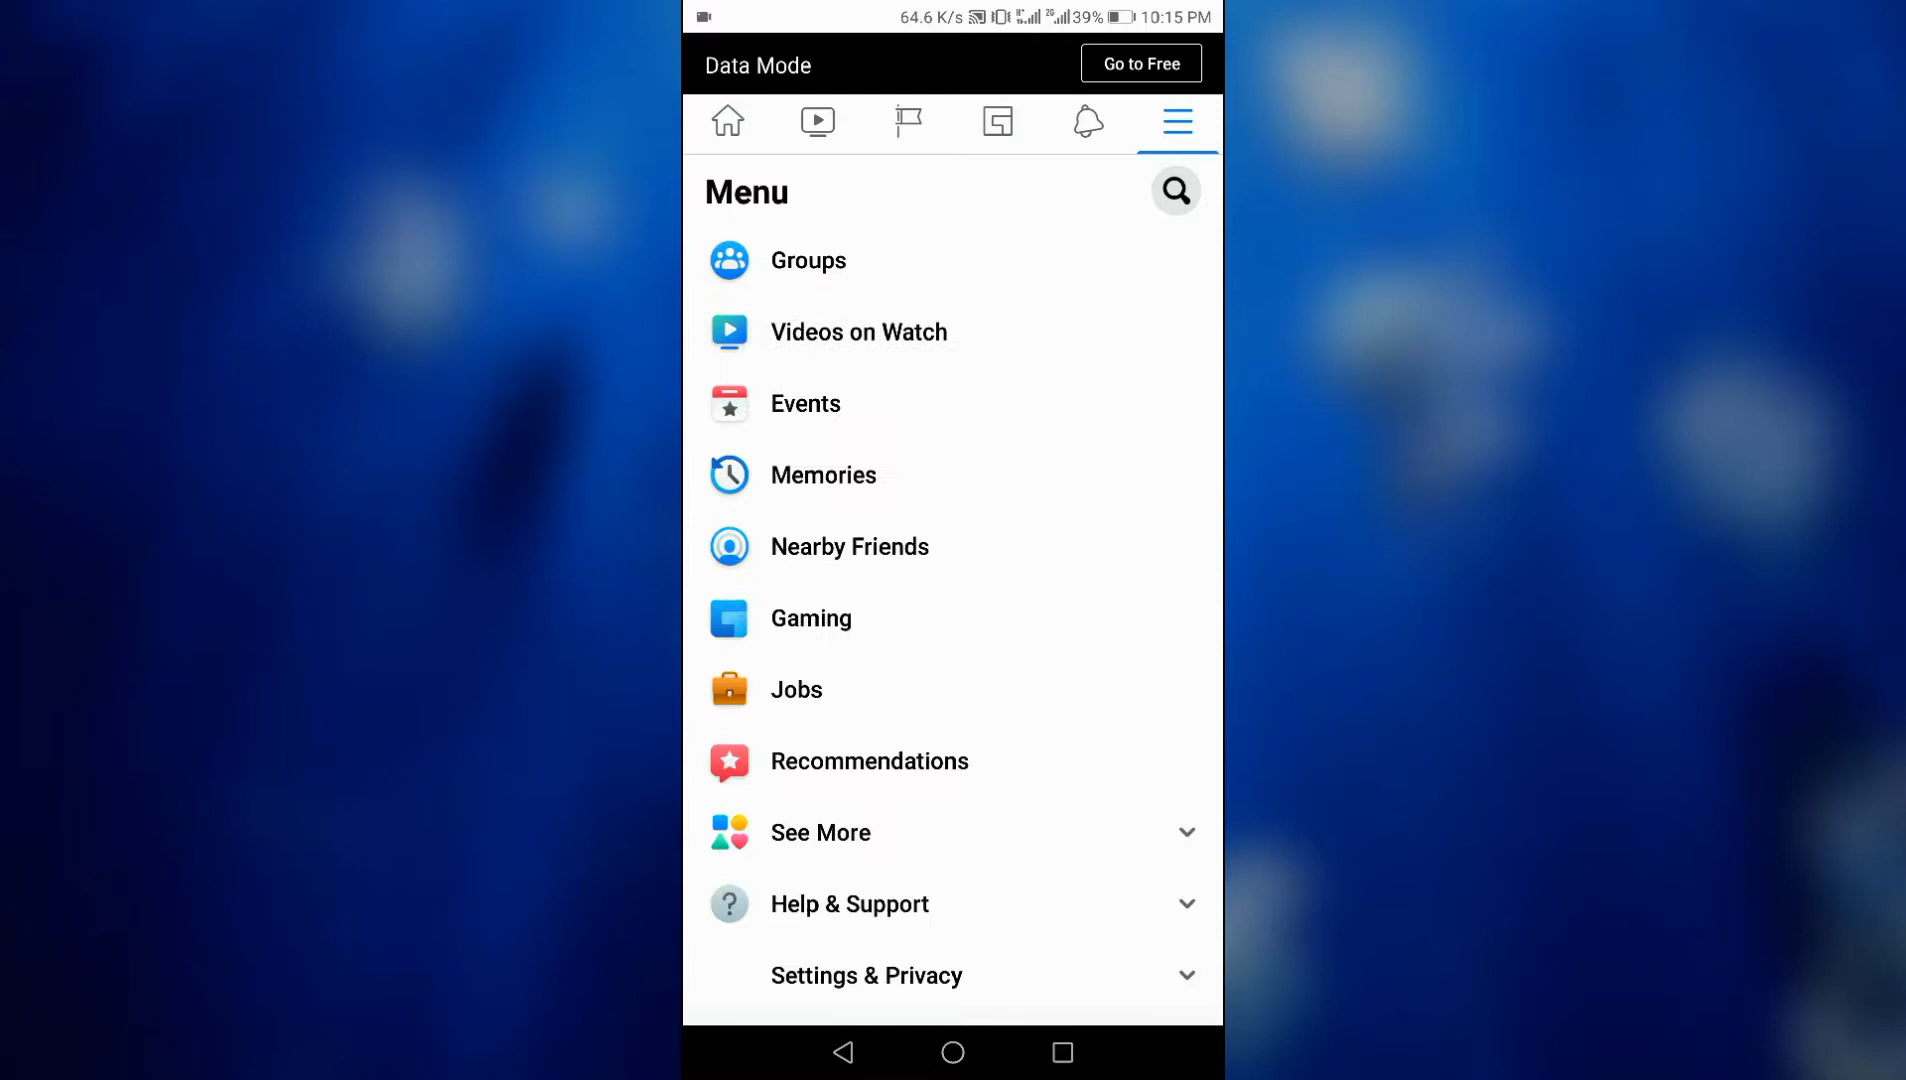 64.6 K/s 39% 10:15 PM
Data Mode
Go to Free
Menu
Groups
Videos on Watch
Events
Memories
Nearby Friends
Gaming
Jobs
Recommendations
See More
Help & Support
Settings & Privacy